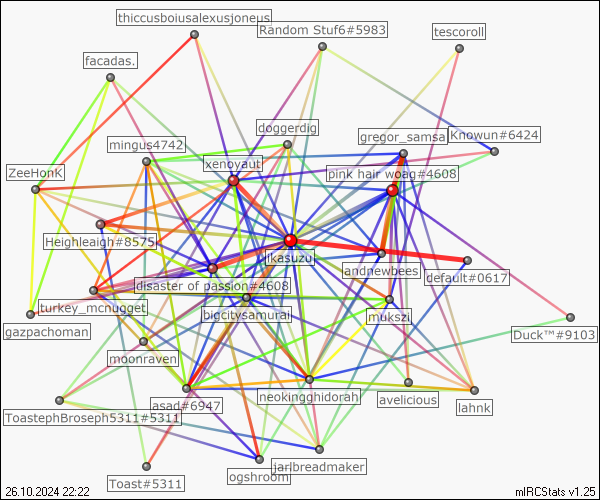 thiccusboiusalexusjoneus
Random Stuf6#5983
tescoroll
facadas.
doggerdig
gregor_samsa
Knowun#6424
mingus4742
xenoyaut
pink hair woag#4608
ZeeHonK
Heighleaigh#8575
ikasuzu
landnewbees
default#0617
disaster of passion#4608
turkey_mcnugget
bigcitysamurai
mukszi
gazpachoman
Duck™#9103
moonraven
neokingghidorah
avelicious
lahnk
asad#6947
ToastephBroseph5311#5311
jarlbreadmaker
ogshroom
Toast#5311
26.10.2024 22:22
mIRCStats v1.25